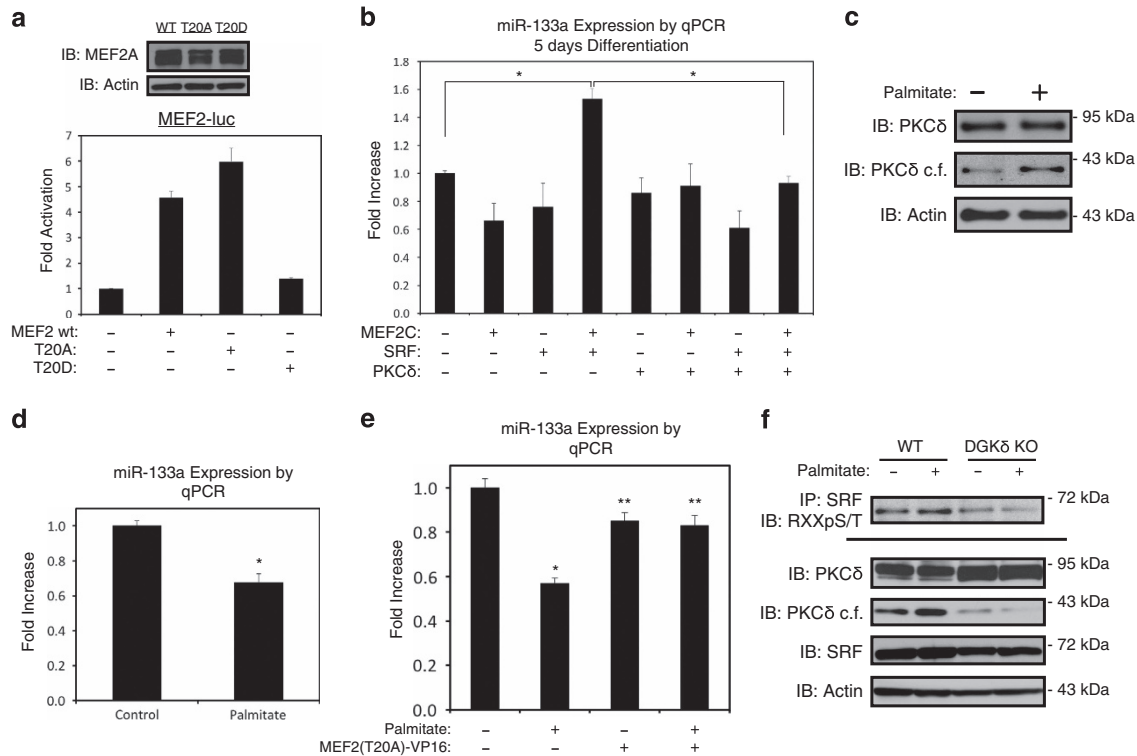 a
WT T20A T20D
IB: MEF2A
IB: Actin
MEF2-luc
Fold Activation
7
6
5
4
3
2
1
0
MEF2 wt: – + – –
T20A: – – + –
T20D: – – – +
b
miR-133a Expression by qPCR
5 days Differentiation
Fold Increase
1.8
1.6
1.4
1.2
1.0
0.8
0.6
0.4
0.2
0.0
* *
MEF2C: – + – + – + – +
SRF: – – + + – – + +
PKCδ: – – – – + + + +
c
Palmitate: – +
IB: PKCδ - 95 kDa
IB: PKCδ c.f. - 43 kDa
IB: Actin - 43 kDa
d
miR-133a Expression by
qPCR
Fold Increase
1.0
0.8
0.6
0.4
0.2
0.0
*
Control Palmitate
e
miR-133a Expression by
qPCR
Fold Increase
1.0
0.8
0.6
0.4
0.2
0.0
* ** **
Palmitate: – + – +
MEF2(T20A)-VP16: – – + +
f
WT DGKδ KO
Palmitate: – + – +
IP: SRF - 72 kDa
IB: RXXpS/T
IB: PKCδ - 95 kDa
IB: PKCδ c.f. - 43 kDa
IB: SRF - 72 kDa
IB: Actin - 43 kDa